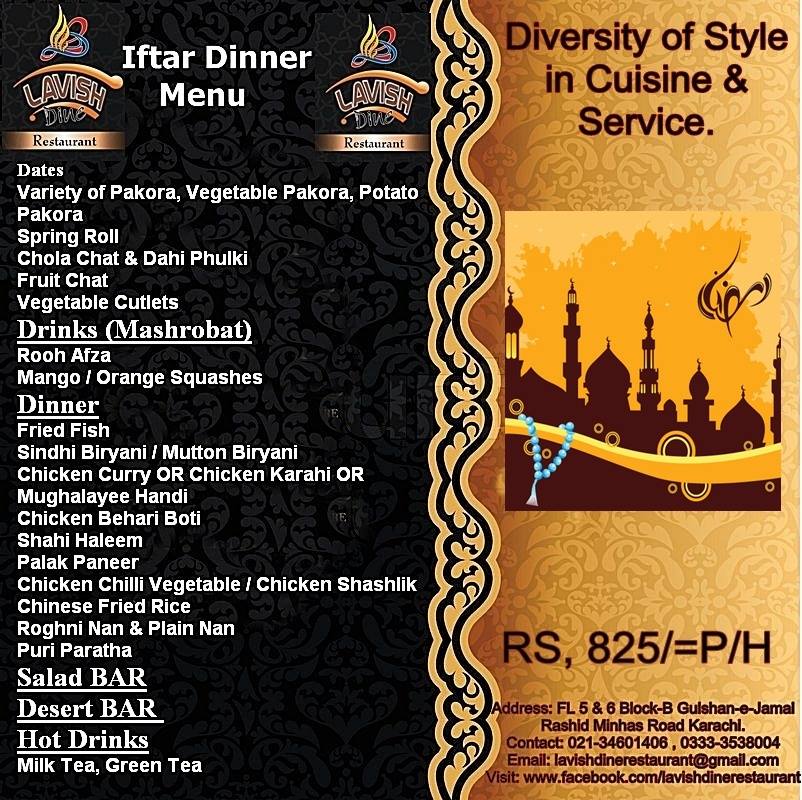 LAVISH
Dine
Restaurant
Iftar Dinner
Menu
LAVISH
Dine
Restaurant
Dates
Variety of Pakora, Vegetable Pakora, Potato
Pakora
Spring Roll
Chola Chat & Dahi Phulki
Fruit Chat
Vegetable Cutlets
Drinks (Mashrobat)
Rooh Afza
Mango / Orange Squashes
Dinner
Fried Fish
Sindhi Biryani / Mutton Biryani
Chicken Curry OR Chicken Karahi OR
Mughalayee Handi
Chicken Behari Boti
Shahi Haleem
Palak Paneer
Chicken Chilli Vegetable / Chicken Shashlik
Chinese Fried Rice
Roghni Nan & Plain Nan
Puri Paratha
Salad BAR
Desert BAR
Hot Drinks
Milk Tea, Green Tea
Diversity of Style
in Cuisine &
Service.
RS, 825/=P/H
Address: FL 5 & 6 Block-B Gulshan-e-Jamal
Rashid Minhas Road Karachi.
Contact: 021-34601406 , 0333-3538004
Email: lavishdinerestaurant@gmail.com
Visit: www.facebook.com/lavishdinerestaurant